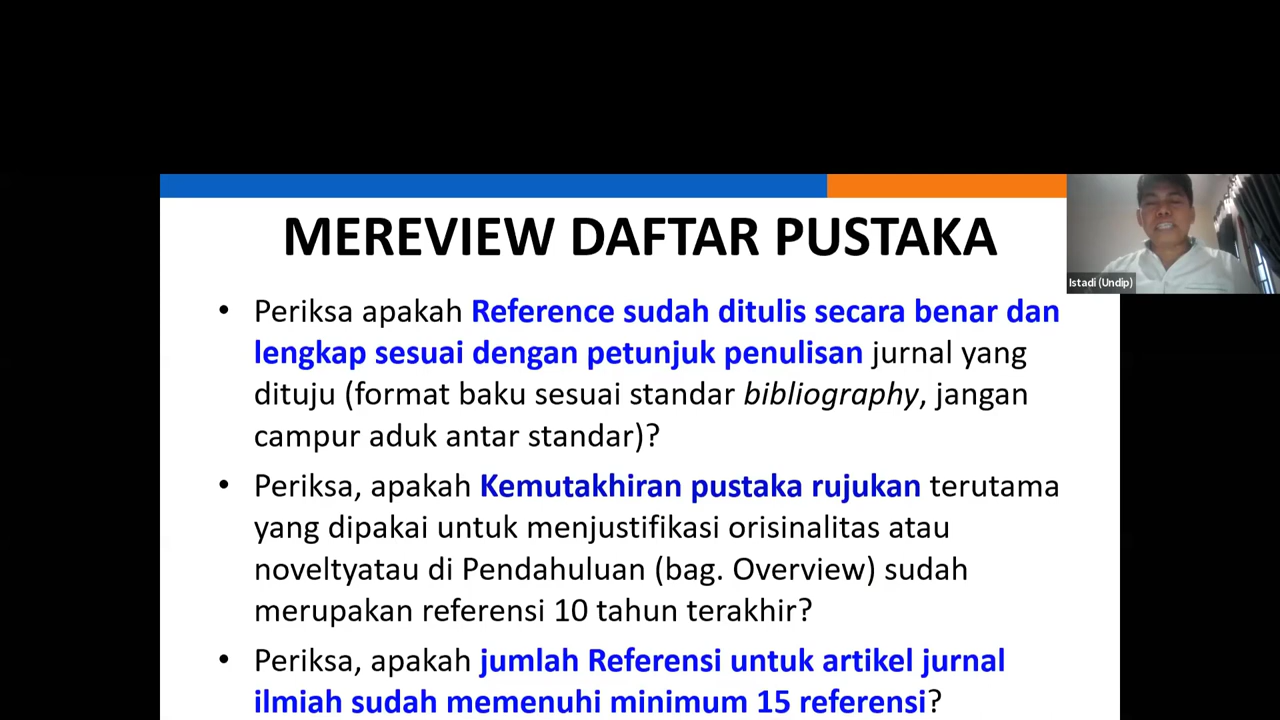 MEREVIEW DAFTAR PUSTAKA
Istadi (Undip)
• Periksa apakah Reference sudah ditulis secara benar dan
lengkap sesuai dengan petunjuk penulisan jurnal yang
dituju (format baku sesuai standar bibliography, jangan
campur aduk antar standar)?
• Periksa, apakah Kemutakhiran pustaka rujukan terutama
yang dipakai untuk menjustifikasi orisinalitas atau
noveltyatau di Pendahuluan (bag. Overview) sudah
merupakan referensi 10 tahun terakhir?
• Periksa, apakah jumlah Referensi untuk artikel jurnal
ilmiah sudah memenuhi minimum 15 referensi?